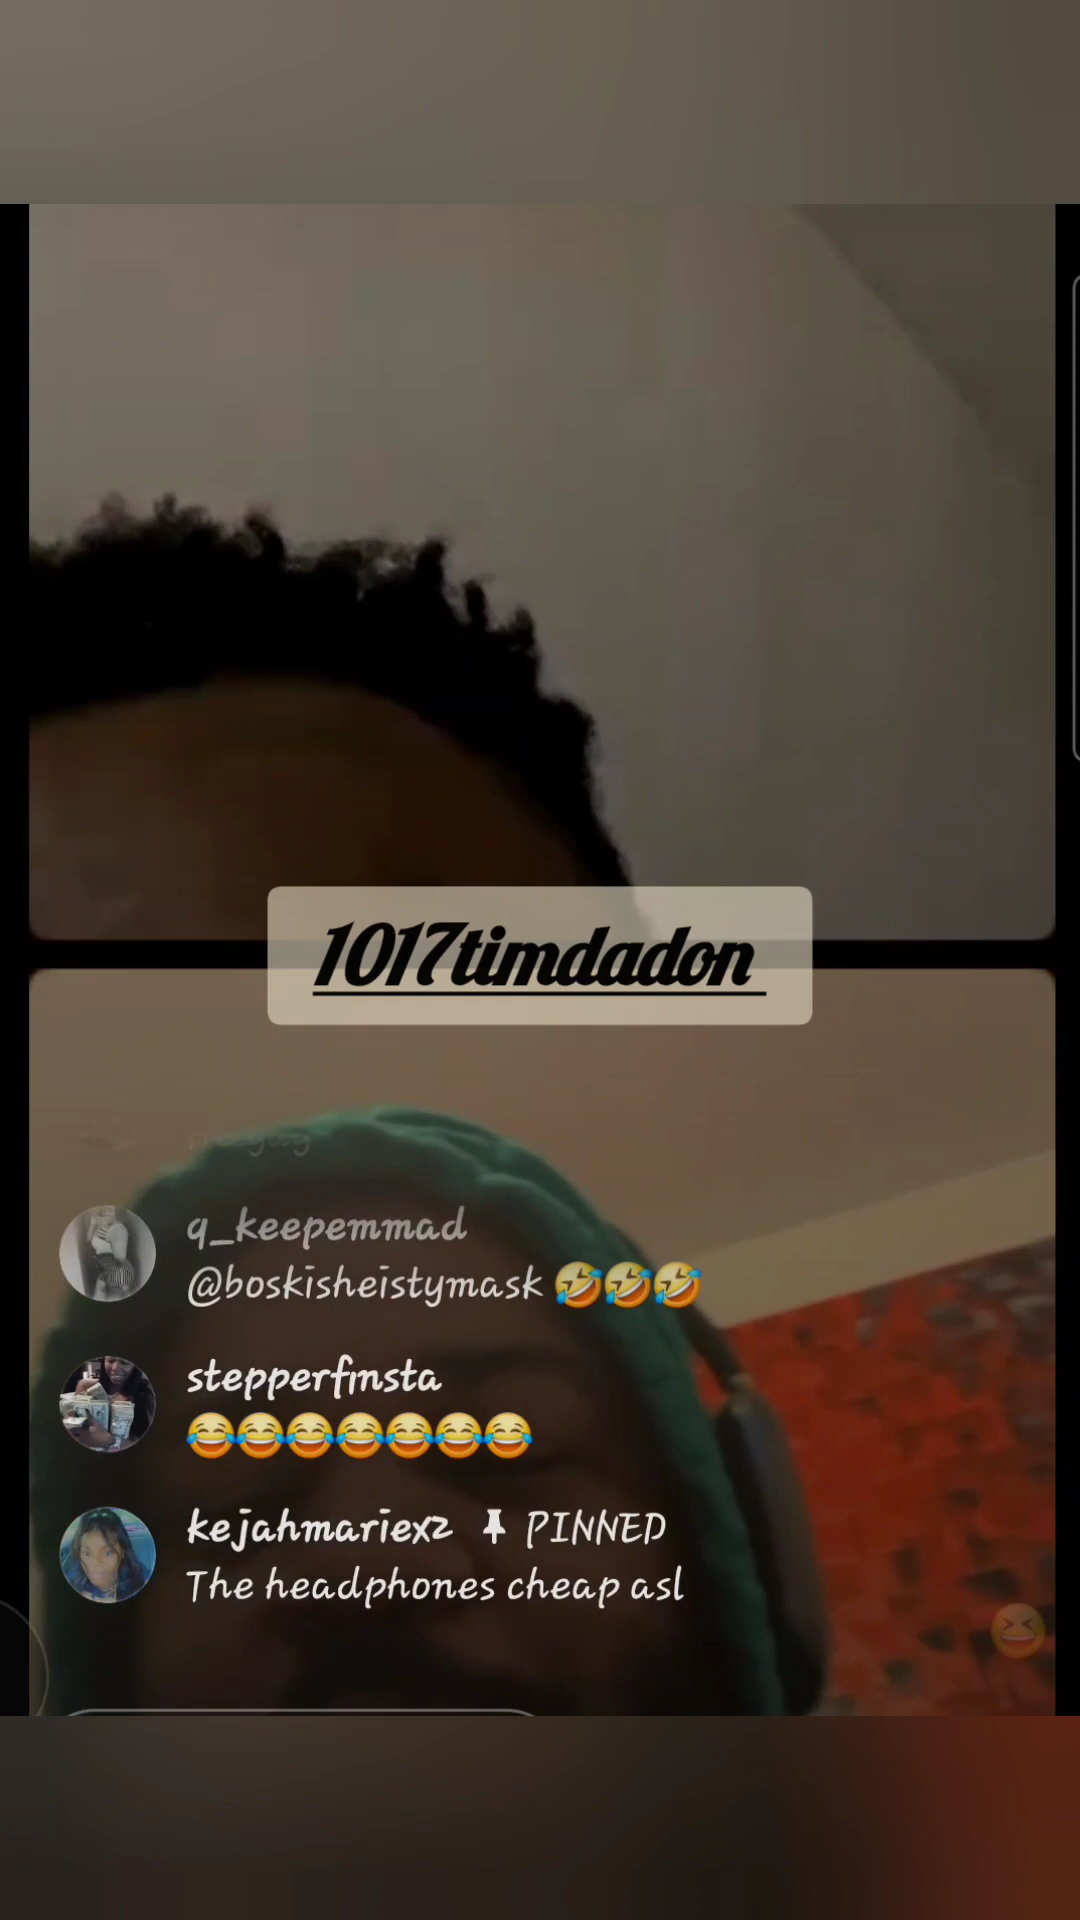 1017timdadon
q_keepemmad
@boskisheistymask 🤣🤣🤣
stepperfinsta
😂😂😂😂😂😂😂
kejahmariexz 📌 PINNED
The headphones cheap asl